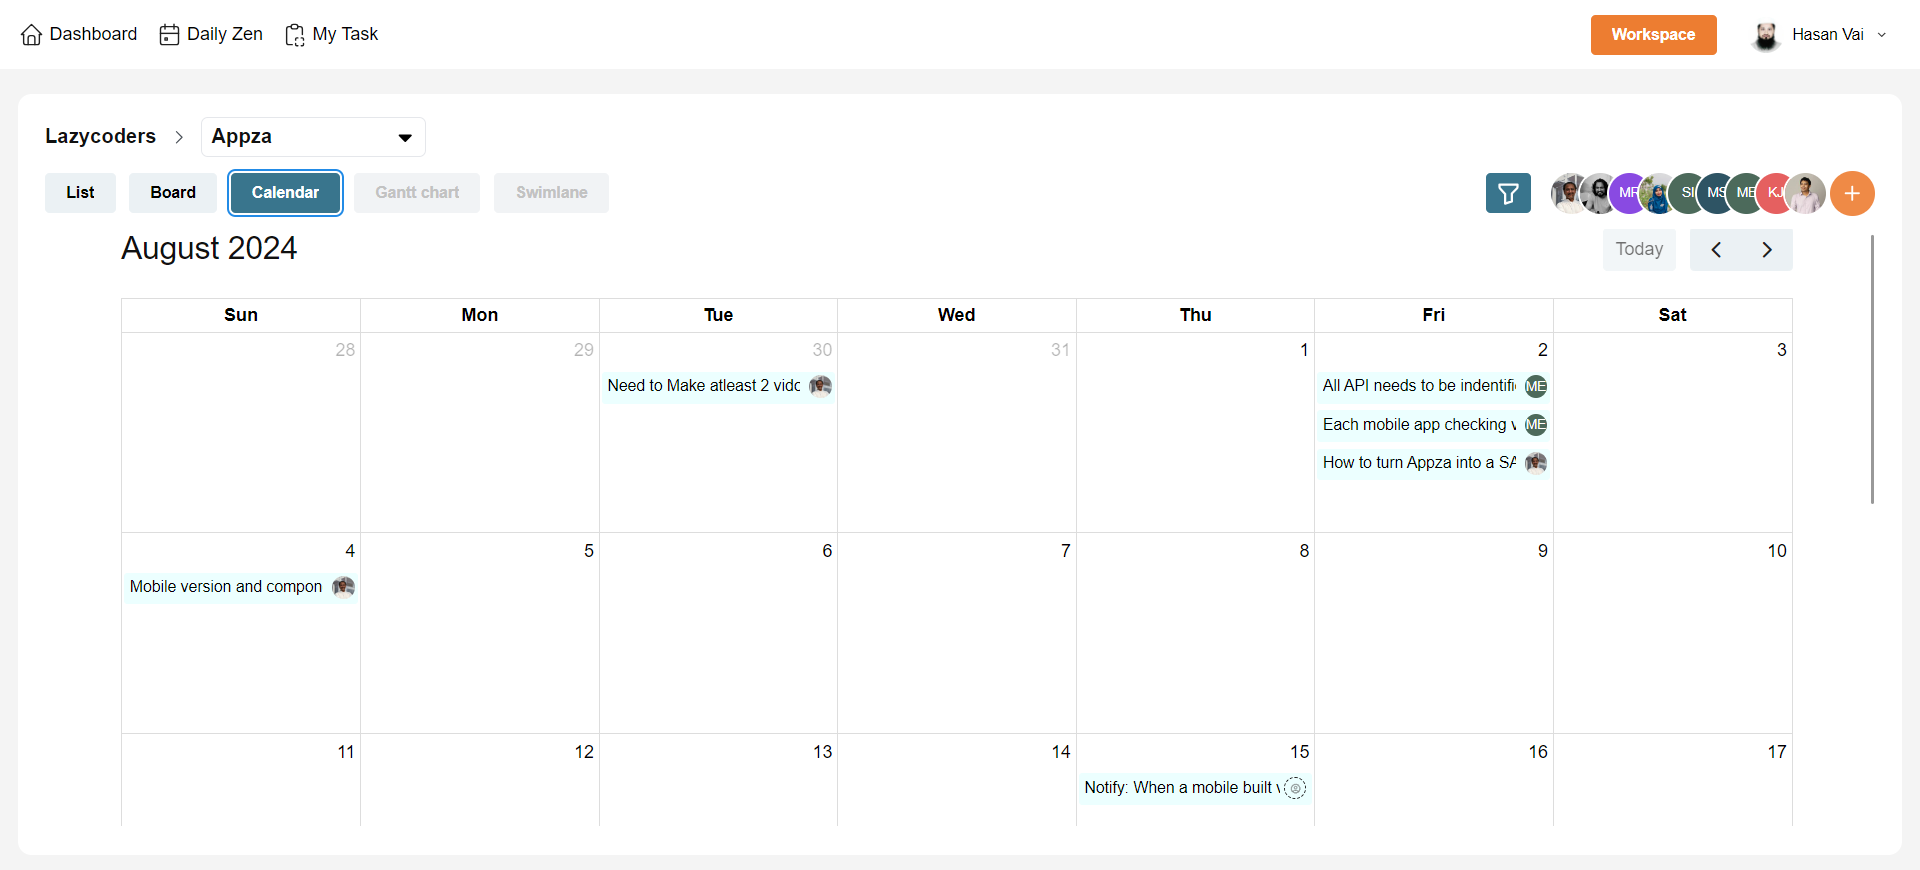 Dashboard Daily Zen My Task Workspace Hasan Vai
Lazycoders > Appza
List Board Calendar Gantt chart Swimlane MR SI MS ME KJ +
August 2024 Today < >
Sun Mon Tue Wed Thu Fri Sat
28 29 30 31 1 2 3
Need to Make atleast 2 vidc All API needs to be indentifi ME
Each mobile app checking v ME
How to turn Appza into a SA
4 5 6 7 8 9 10
Mobile version and compon
11 12 13 14 15 16 17
Notify: When a mobile built v